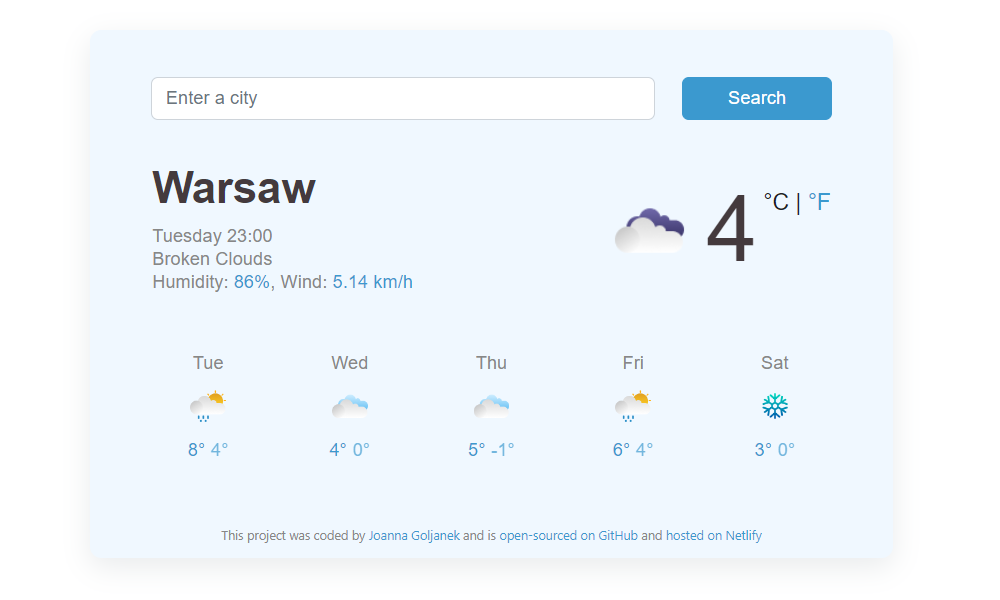 Enter a city
Search
Warsaw
4 °C | °F
Tuesday 23:00
Broken Clouds
Humidity: 86%, Wind: 5.14 km/h
Tue Wed Thu Fri Sat
8° 4° 4° 0° 5° -1° 6° 4° 3° 0°
This project was coded by Joanna Goljanek and is open-sourced on GitHub and hosted on Netlify